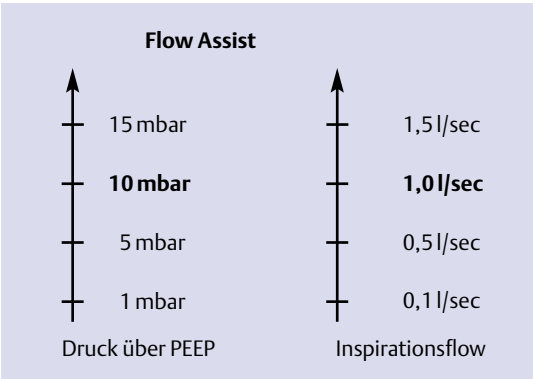 Flow Assist
15 mbar 1,5 l/sec
10 mbar 1,0 l/sec
5 mbar 0,5 l/sec
1 mbar 0,1 l/sec
Druck über PEEP Inspirationsflow